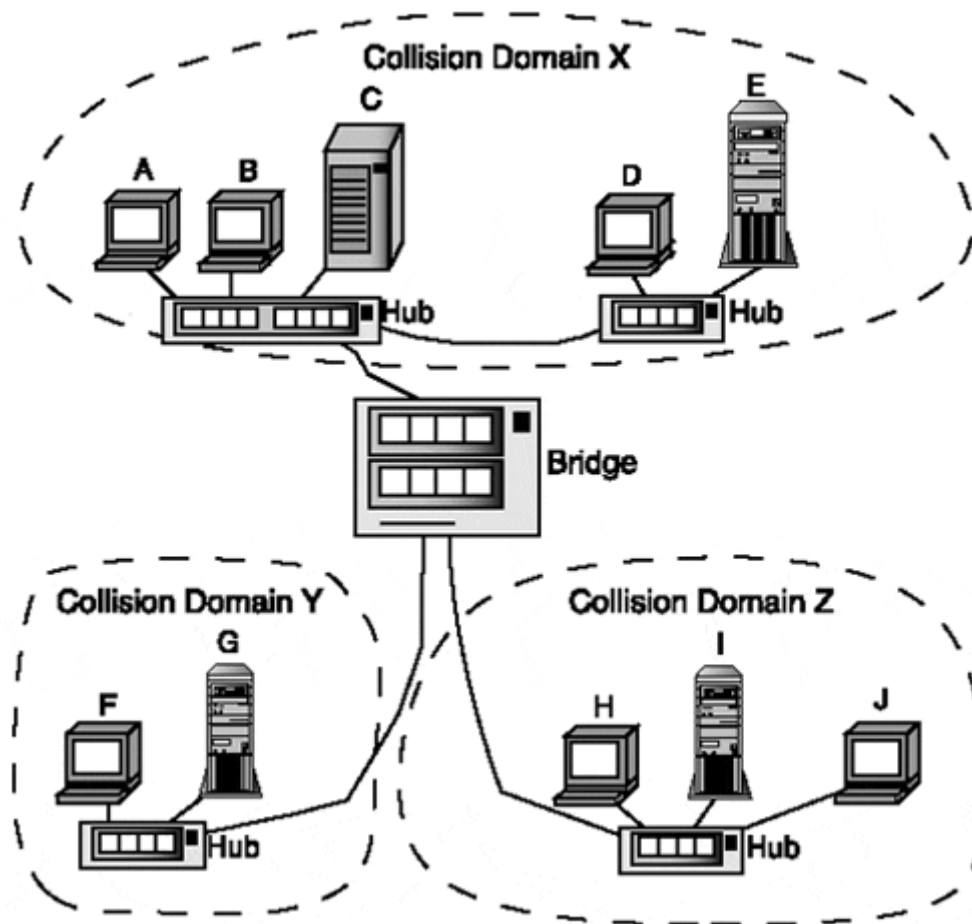 Collision Domain X
C
E
A
B
D
Hub
Hub
Bridge
Collision Domain Y
Collision Domain Z
G
I
F
H
J
Hub
Hub